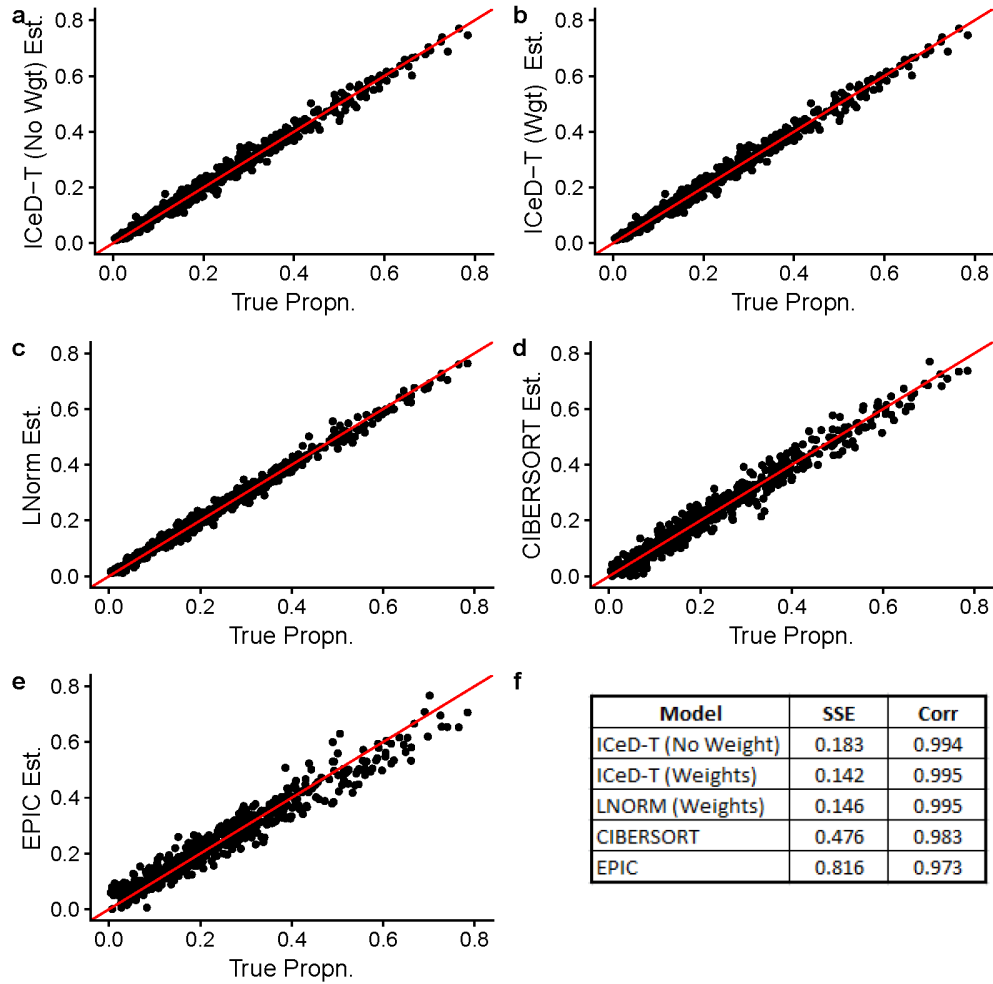 a
ICeD−T (No Wgt) Est.
0.8
0.6
0.4
0.2
0.0
0.0 0.2 0.4 0.6 0.8
True Propn.
b
ICeD−T (Wgt) Est.
0.8
0.6
0.4
0.2
0.0
0.0 0.2 0.4 0.6 0.8
True Propn.
c
LNorm Est.
0.8
0.6
0.4
0.2
0.0
0.0 0.2 0.4 0.6 0.8
True Propn.
d
CIBERSORT Est.
0.8
0.6
0.4
0.2
0.0
0.0 0.2 0.4 0.6 0.8
True Propn.
e
EPIC Est.
0.8
0.6
0.4
0.2
0.0
0.0 0.2 0.4 0.6 0.8
True Propn.
f
Model SSE Corr
ICeD-T (No Weight) 0.183 0.994
ICeD-T (Weights) 0.142 0.995
LNORM (Weights) 0.146 0.995
CIBERSORT 0.476 0.983
EPIC 0.816 0.973